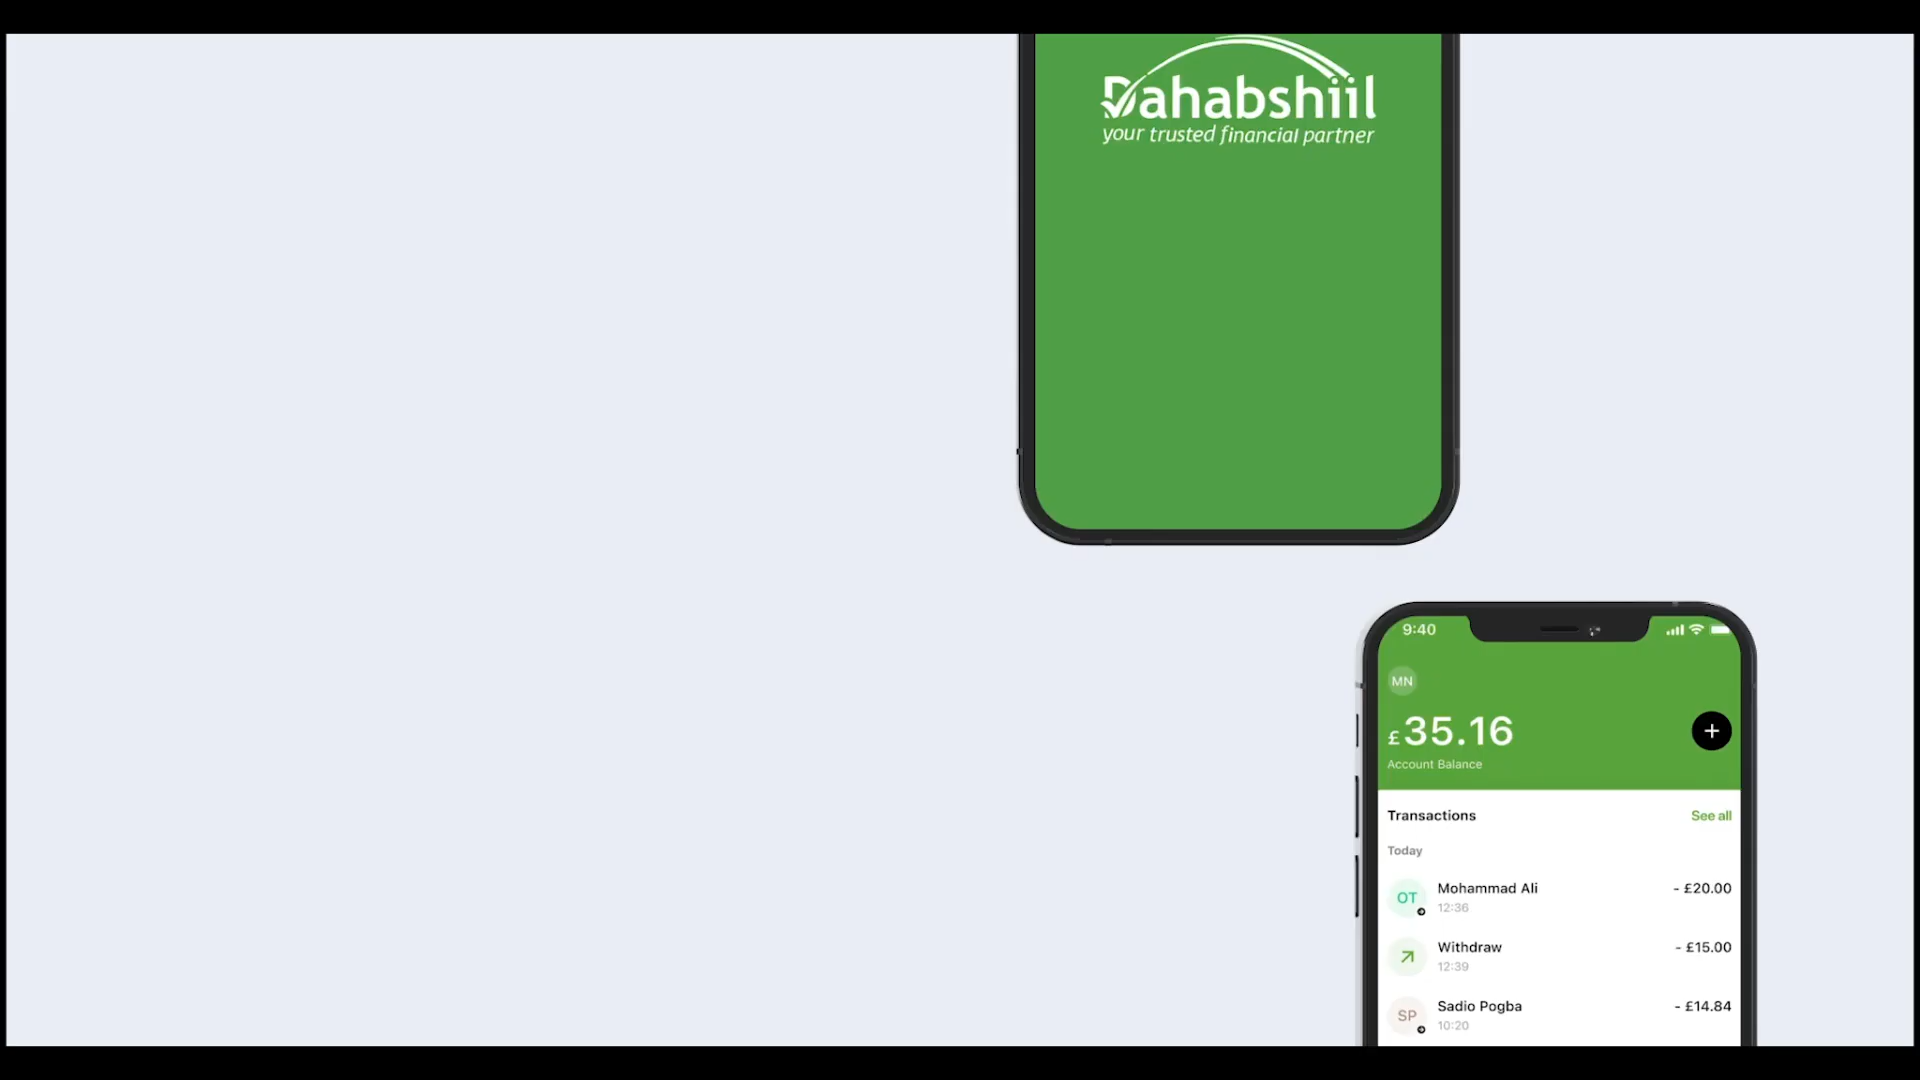 Dahabshiil
your trusted financial partner
9:40
MN
£35.16
Account Balance
Transactions
See all
Today
OT
Mohammad Ali
- £20.00
12:36
Withdraw
- £15.00
12:39
SP
Sadio Pogba
- £14.84
10:20